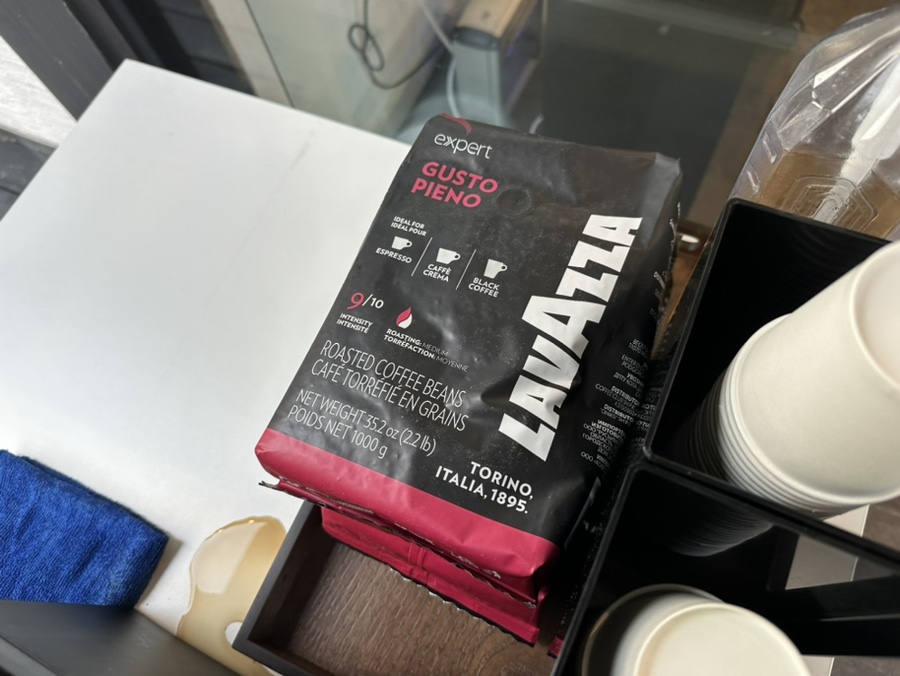 expert
GUSTO
PIENO
IDEAL FOR
IDÉAL POUR
ESPRESSO
CAFFÈ
CREMA
BLACK
COFFEE
9/10
INTENSITY
INTENSITÉ
ROASTING: MEDIUM
TORRÉFACTION: MOYENNE
ROASTED COFFEE BEANS
CAFÉ TORRÉFIÉ EN GRAINS
NET WEIGHT 35.2 oz (2.2 lb)
POIDS NET 1000 g
LAVAZZA
TORINO,
ITALIA, 1895.